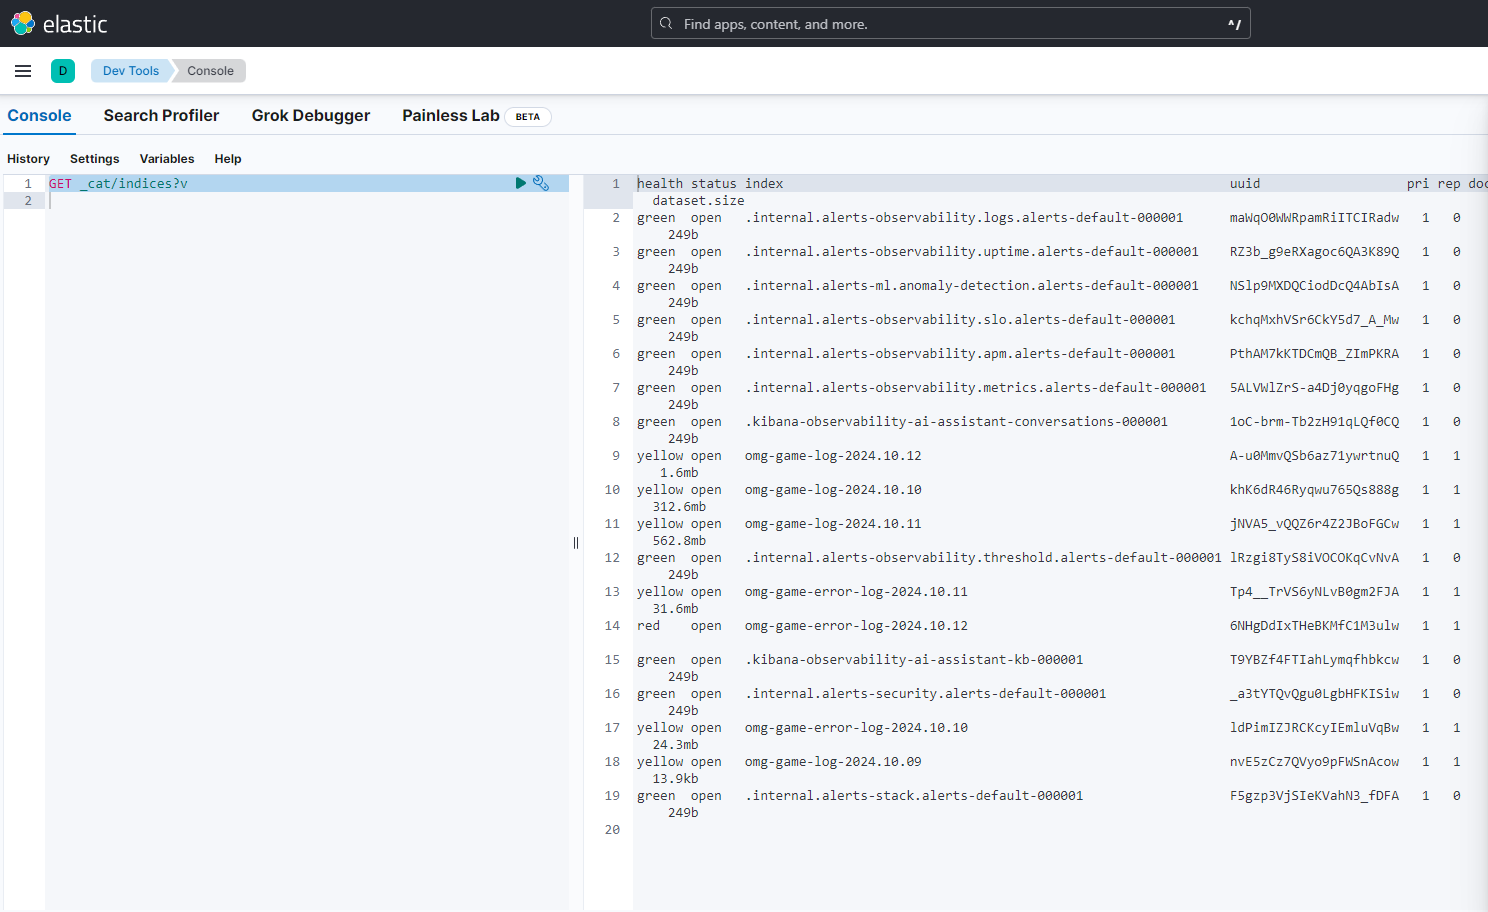 elastic
Find apps, content, and more.
^/
D
Dev Tools
Console
Console
Search Profiler
Grok Debugger
Painless Lab
BETA
History
Settings
Variables
Help
1 GET _cat/indices?v
2
1 health status index uuid pri rep doc
dataset.size
2 green open .internal.alerts-observability.logs.alerts-default-000001 maWqO0WWRpamRiITCIRadw 1 0
249b
3 green open .internal.alerts-observability.uptime.alerts-default-000001 RZ3b_g9eRXagoc6QA3K89Q 1 0
249b
4 green open .internal.alerts-ml.anomaly-detection.alerts-default-000001 NSlp9MXDQCiodDcQ4AbIsA 1 0
249b
5 green open .internal.alerts-observability.slo.alerts-default-000001 kchqMxhVSr6CkY5d7_A_Mw 1 0
249b
6 green open .internal.alerts-observability.apm.alerts-default-000001 PthAM7kKTDCmQB_ZImPKRA 1 0
249b
7 green open .internal.alerts-observability.metrics.alerts-default-000001 5ALVWlZrS-a4Dj0yqgoFHg 1 0
249b
8 green open .kibana-observability-ai-assistant-conversations-000001 1oC-brm-Tb2zH91qLQf0CQ 1 0
249b
9 yellow open omg-game-log-2024.10.12 A-u0MmvQSb6az71ywrtnuQ 1 1
1.6mb
10 yellow open omg-game-log-2024.10.10 khK6dR46Ryqwu765Qs888g 1 1
312.6mb
11 yellow open omg-game-log-2024.10.11 jNVA5_vQQZ6r4Z2JBoFGCw 1 1
562.8mb
12 green open .internal.alerts-observability.threshold.alerts-default-000001 lRzgi8TyS8iVOCOKqCvNvA 1 0
249b
13 yellow open omg-game-error-log-2024.10.11 Tp4__TrVS6yNLvB0gm2FJA 1 1
31.6mb
14 red open omg-game-error-log-2024.10.12 6NHgDdIxTHeBKMfC1M3ulw 1 1
15 green open .kibana-observability-ai-assistant-kb-000001 T9YBZf4FTIahLymqfhbkcw 1 0
249b
16 green open .internal.alerts-security.alerts-default-000001 _a3tYTQvQgu0LgbHFKISiw 1 0
249b
17 yellow open omg-game-error-log-2024.10.10 ldPimIZJRCKcyIEmluVqBw 1 1
24.3mb
18 yellow open omg-game-log-2024.10.09 nvE5zCz7QVyo9pFWSnAcow 1 1
13.9kb
19 green open .internal.alerts-stack.alerts-default-000001 F5gzp3VjSIeKVahN3_fDFA 1 0
249b
20